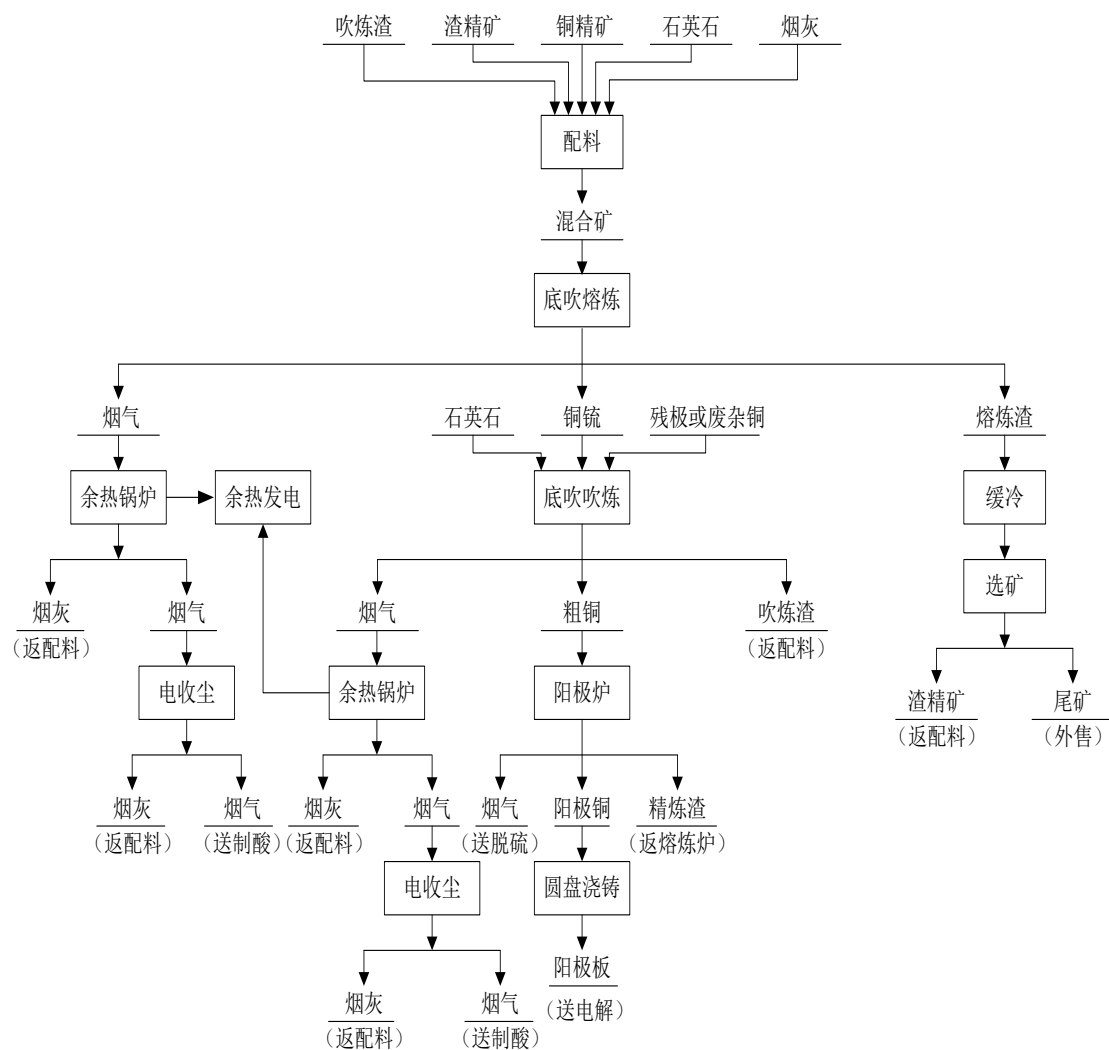 吹炼渣 渣精矿 铜精矿 石英石 烟灰
配料
混合矿
底吹熔炼
烟气 石英石 铜锍 残极或废杂铜 熔炼渣
余热锅炉 余热发电 底吹吹炼 缓冷
选矿
烟灰 烟气 烟气 粗铜 吹炼渣
（返配料） （返配料）
电收尘 余热锅炉 阳极炉 渣精矿 尾矿
（返配料） （外售）
烟灰 烟气 烟灰 烟气 烟气 阳极铜 精炼渣
（返配料） （送制酸） （返配料） （送脱硫） （返熔炼炉）
电收尘 圆盘浇铸
阳极板
烟灰 烟气 （送电解）
（返配料） （送制酸）